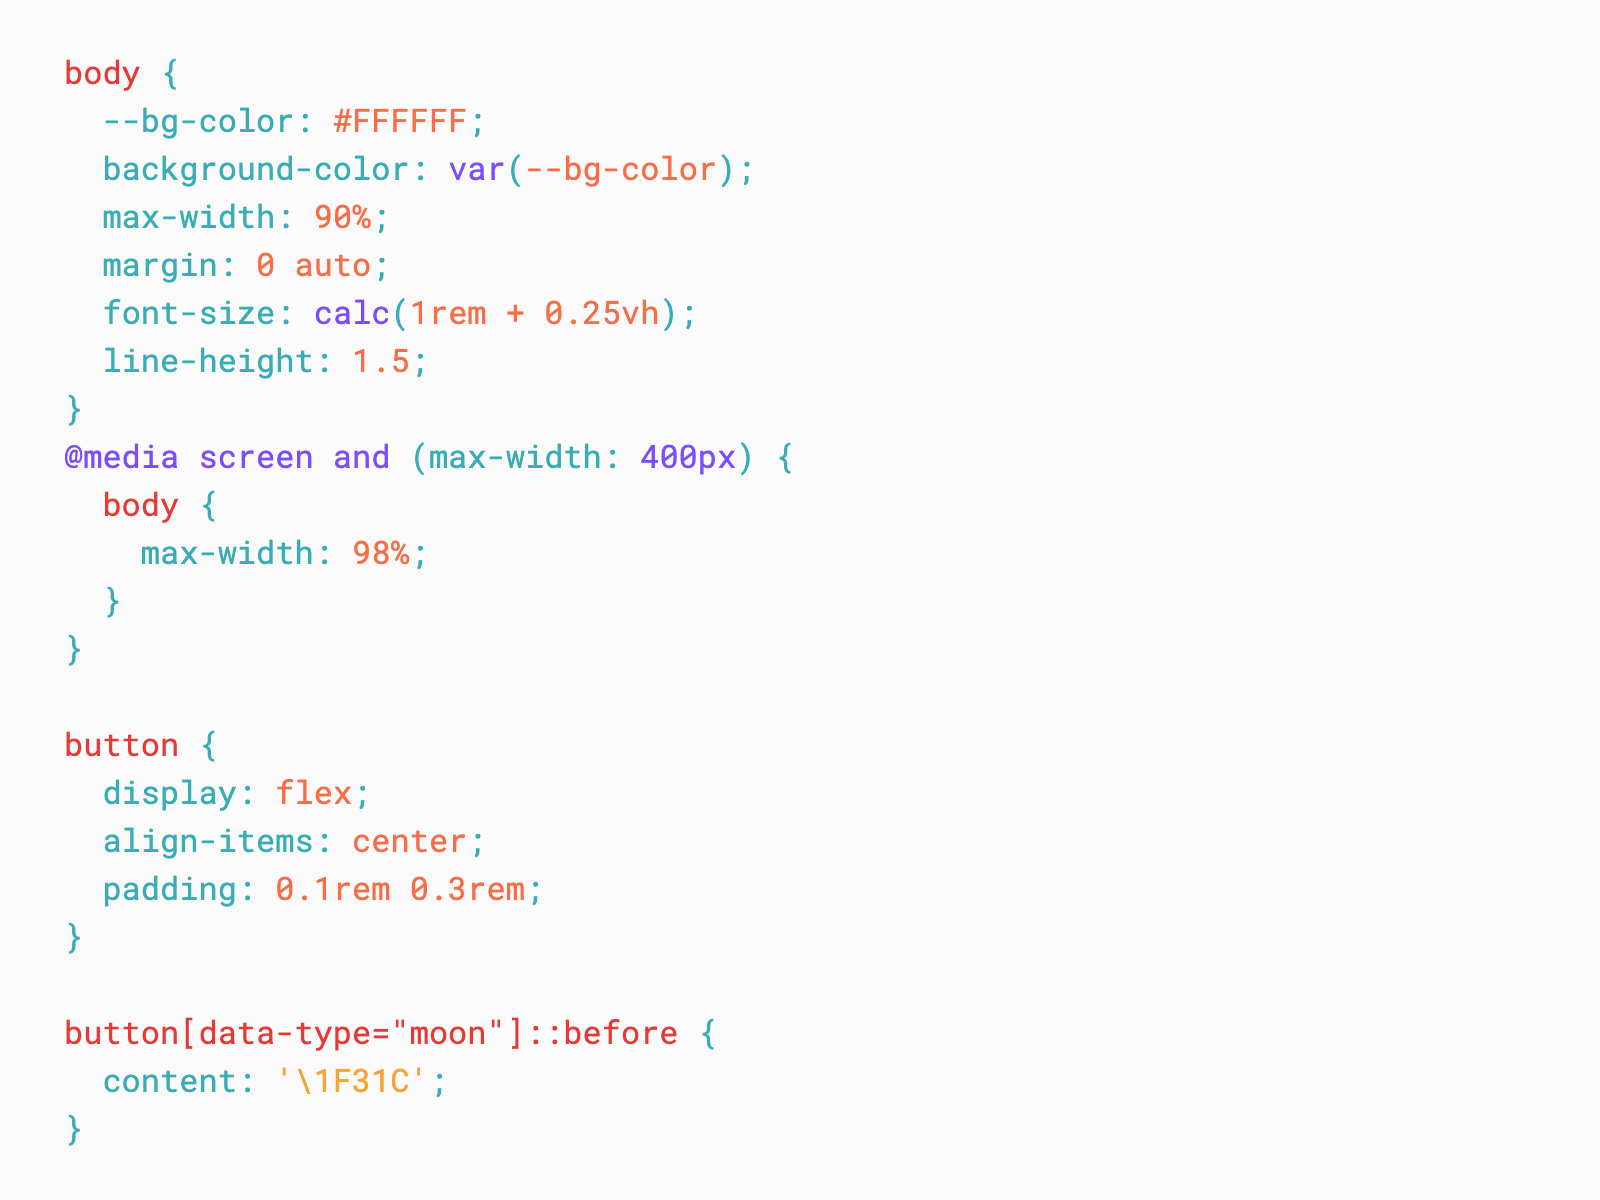 body {
  --bg-color: #FFFFFF;
  background-color: var(--bg-color);
  max-width: 90%;
  margin: 0 auto;
  font-size: calc(1rem + 0.25vh);
  line-height: 1.5;
}
@media screen and (max-width: 400px) {
  body {
    max-width: 98%;
  }
}

button {
  display: flex;
  align-items: center;
  padding: 0.1rem 0.3rem;
}

button[data-type="moon"]::before {
  content: '\1F31C';
}